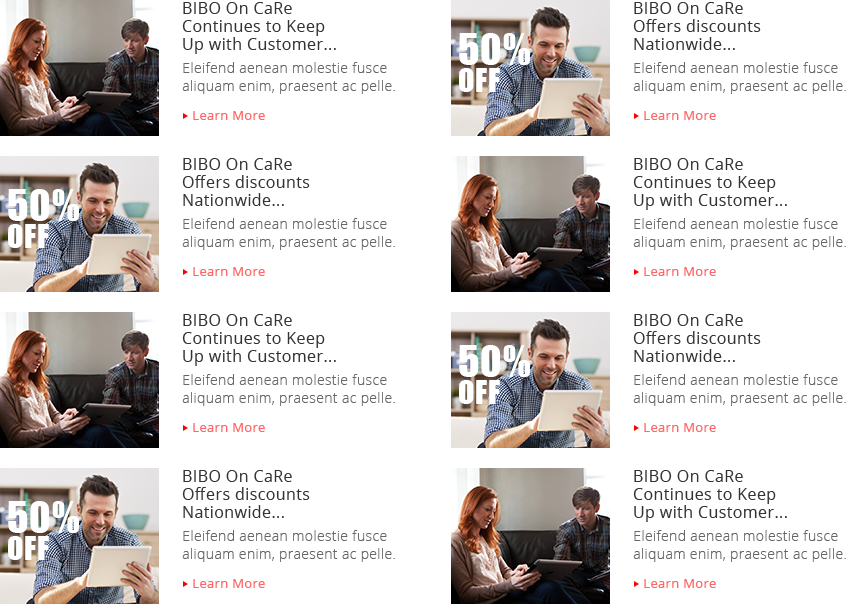 BIBO On CaRe
Continues to Keep
Up with Customer...
Eleifend aenean molestie fusce
aliquam enim, praesent ac pelle.
Learn More
50%
OFF
BIBO On CaRe
Offers discounts
Nationwide...
Eleifend aenean molestie fusce
aliquam enim, praesent ac pelle.
Learn More
50%
OFF
BIBO On CaRe
Offers discounts
Nationwide...
Eleifend aenean molestie fusce
aliquam enim, praesent ac pelle.
Learn More
BIBO On CaRe
Continues to Keep
Up with Customer...
Eleifend aenean molestie fusce
aliquam enim, praesent ac pelle.
Learn More
BIBO On CaRe
Continues to Keep
Up with Customer...
Eleifend aenean molestie fusce
aliquam enim, praesent ac pelle.
Learn More
50%
OFF
BIBO On CaRe
Offers discounts
Nationwide...
Eleifend aenean molestie fusce
aliquam enim, praesent ac pelle.
Learn More
50%
OFF
BIBO On CaRe
Offers discounts
Nationwide...
Eleifend aenean molestie fusce
aliquam enim, praesent ac pelle.
Learn More
BIBO On CaRe
Continues to Keep
Up with Customer...
Eleifend aenean molestie fusce
aliquam enim, praesent ac pelle.
Learn More